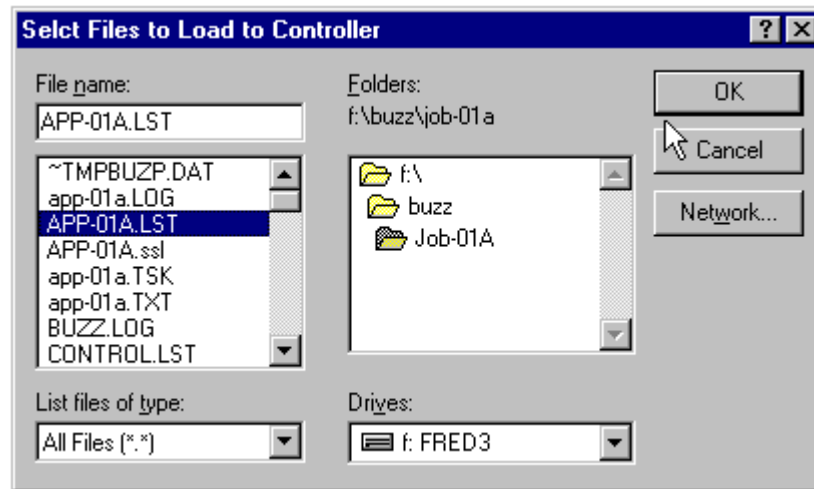 Selct Files to Load to Controller
File name:
APP-01A.LST
~TMPBUZP.DAT
app-01a.LOG
APP-01A.LST
APP-01A.ssl
app-01a.TSK
app-01a.TXT
BUZZ.LOG
CONTROL.LST
List files of type:
All Files (*.*)
Folders:
f:\buzz\job-01a
f:\
buzz
Job-01A
Drives:
f: FRED3
OK
Cancel
Network...